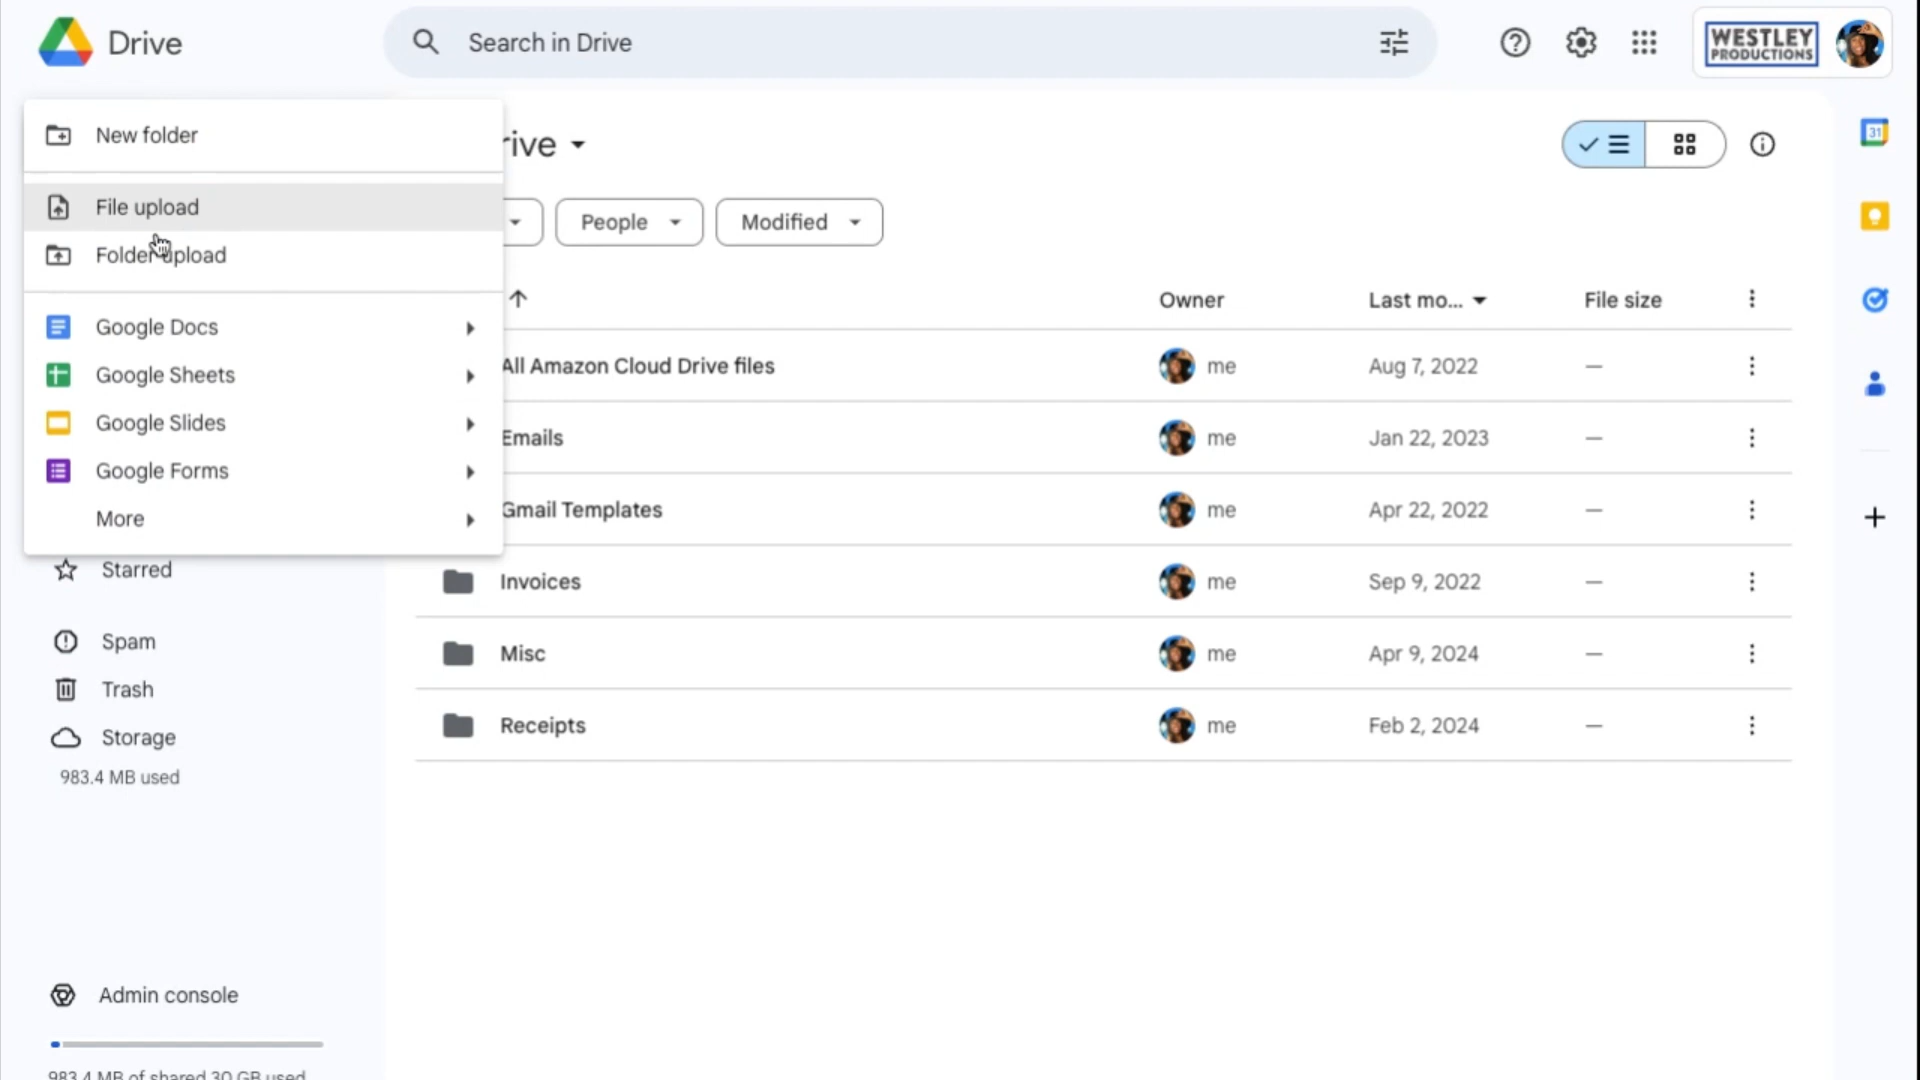 Drive
Search in Drive
WESTLEY
PRODUCTIONS
New folder
File upload
Folder upload
Google Docs
Google Sheets
Google Slides
Google Forms
More
Starred
Spam
Trash
Storage
983.4 MB used
Admin console
983.4 MB of shared 30 GB used
rive
People
Modified
Owner
Last mo...
File size
All Amazon Cloud Drive files
me
Aug 7, 2022
—
Emails
me
Jan 22, 2023
—
Gmail Templates
me
Apr 22, 2022
—
Invoices
me
Sep 9, 2022
—
Misc
me
Apr 9, 2024
—
Receipts
me
Feb 2, 2024
—
31